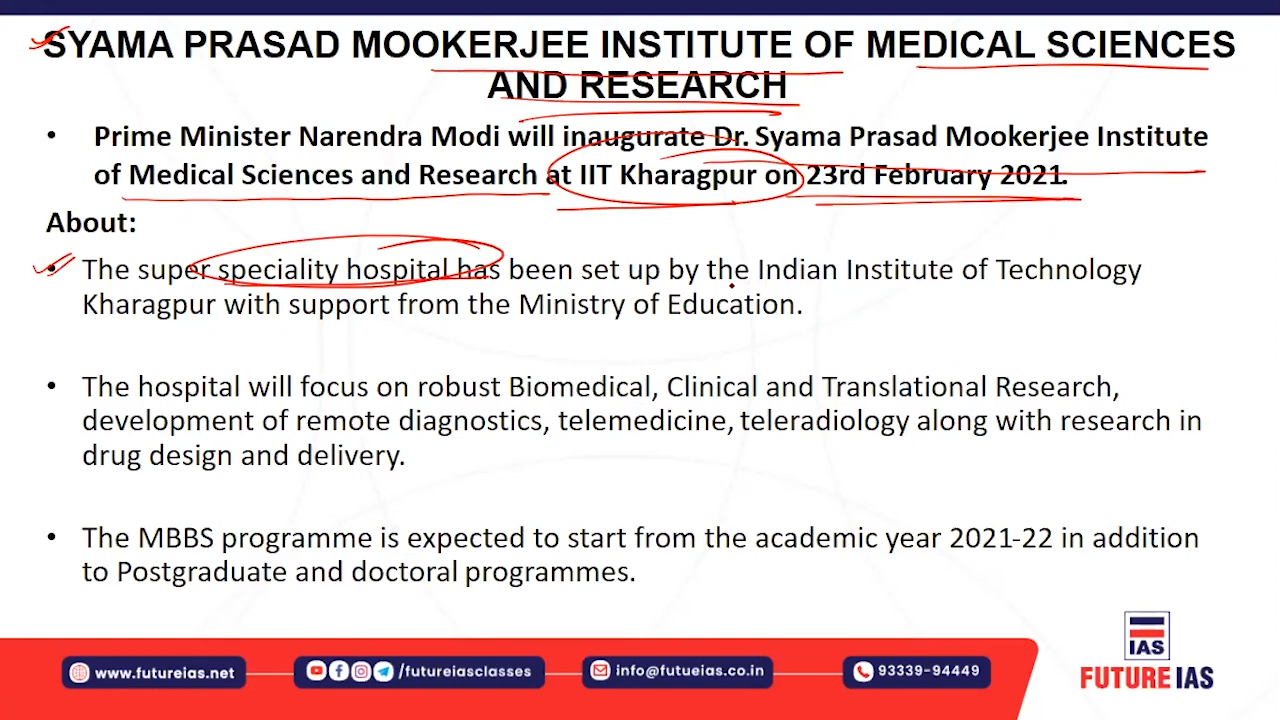 SYAMA PRASAD MOOKERJEE INSTITUTE OF MEDICAL SCIENCES
AND RESEARCH
• Prime Minister Narendra Modi will inaugurate Dr. Syama Prasad Mookerjee Institute
of Medical Sciences and Research at IIT Kharagpur on 23rd February 2021.
About:
• The super speciality hospital has been set up by the Indian Institute of Technology
Kharagpur with support from the Ministry of Education.
• The hospital will focus on robust Biomedical, Clinical and Translational Research,
development of remote diagnostics, telemedicine, teleradiology along with research in
drug design and delivery.
• The MBBS programme is expected to start from the academic year 2021-22 in addition
to Postgraduate and doctoral programmes.
www.futureias.net
/futureiasclasses
info@futueias.co.in
93339-94449
IAS
FUTURE IAS